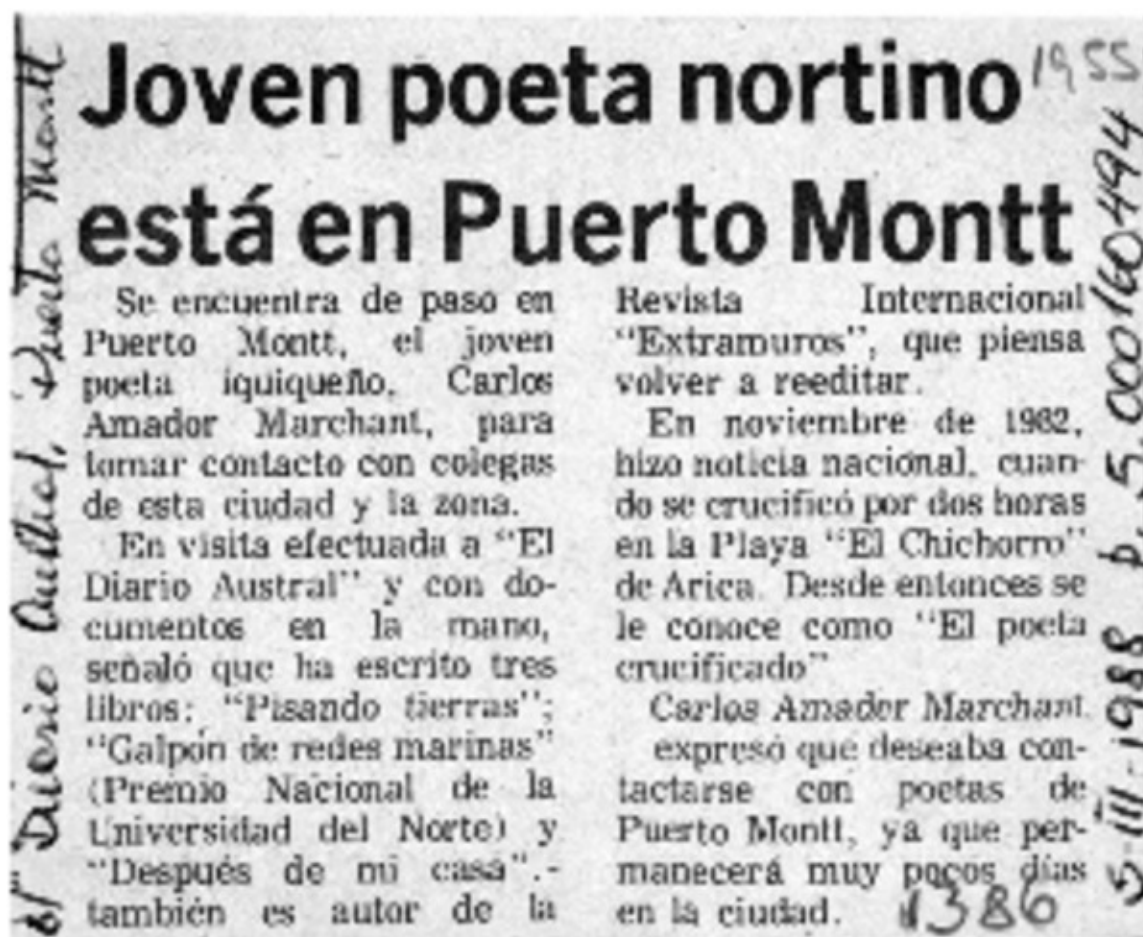 Joven poeta nortino
está en Puerto Montt
Se encuentra de paso en
Puerto Montt, el joven
poeta iquiqueño, Carlos
Amador Marchant, para
tomar contacto con colegas
de esta ciudad y la zona.
En visita efectuada a "El
Diario Austral" y con do-
cumentos en la mano,
señaló que ha escrito tres
libros: "Pisando tierras";
"Galpón de redes marinas"
(Premio Nacional de la
Universidad del Norte) y
"Después de mi casa".-
también es autor de la
Revista Internacional
"Extramuros", que piensa
volver a reeditar.
En noviembre de 1982,
hizo noticia nacional, cuan-
do se crucificó por dos horas
en la Playa "El Chichorro"
de Arica. Desde entonces se
le conoce como "El poeta
crucificado"
Carlos Amador Marchant
expresó que deseaba con-
tactarse con poetas de
Puerto Montt, ya que per-
manecerá muy pocos días
en la ciudad.
1955
El Diario Austral, Puerto Montt
5-III-1988 p. 5 000160494
1386